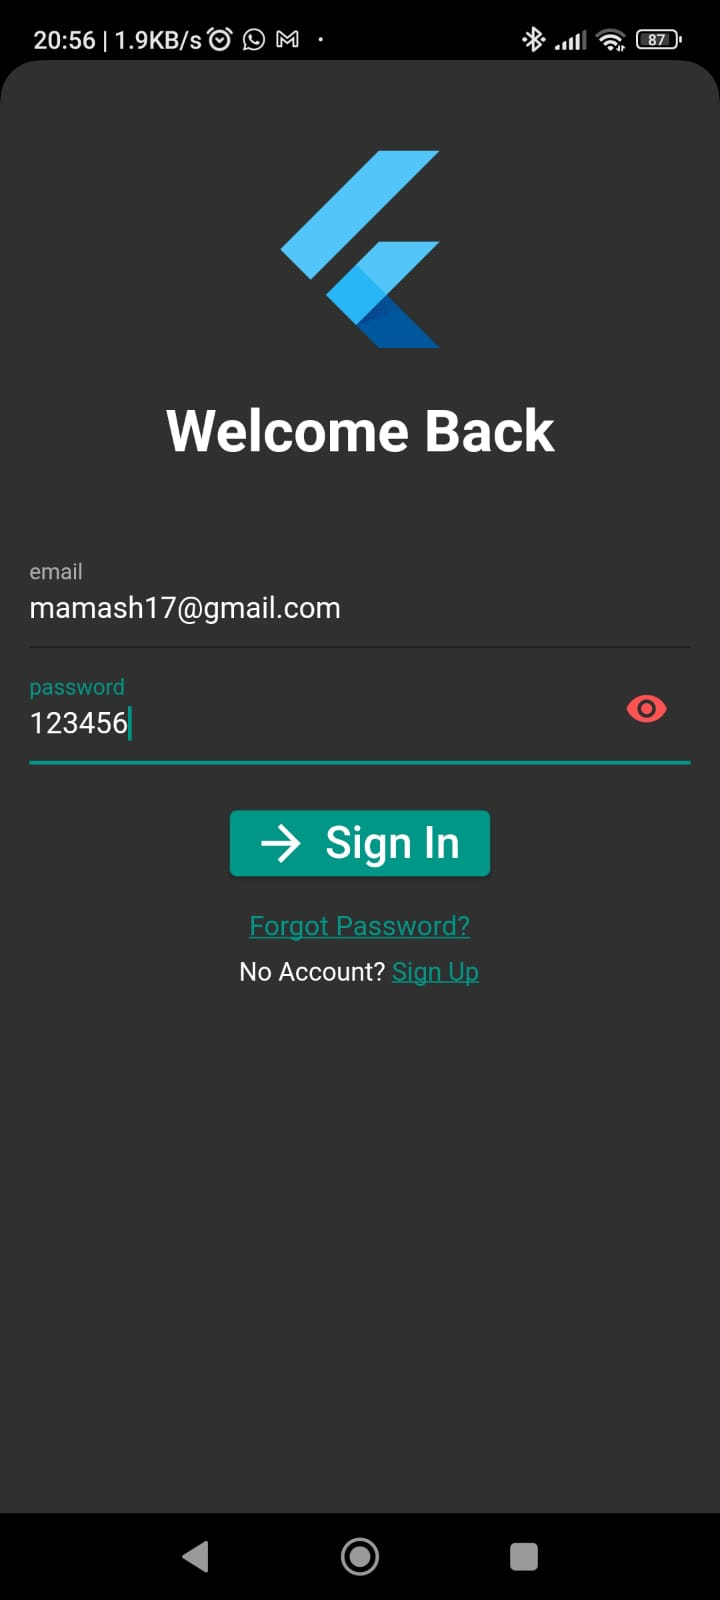 20:56 | 1.9KB/s
87
Welcome Back
email
mamash17@gmail.com
password
123456
Sign In
Forgot Password?
No Account? Sign Up